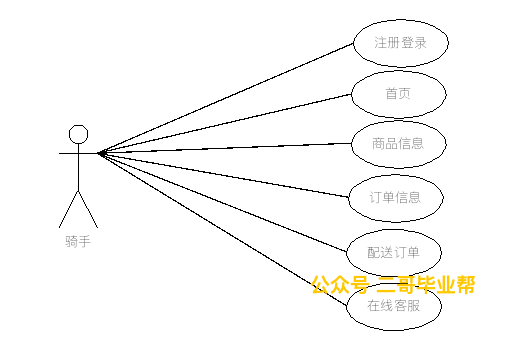 注册登录
首页
商品信息
订单信息
骑手
配送订单
公众号 二哥毕业帮
在线客服